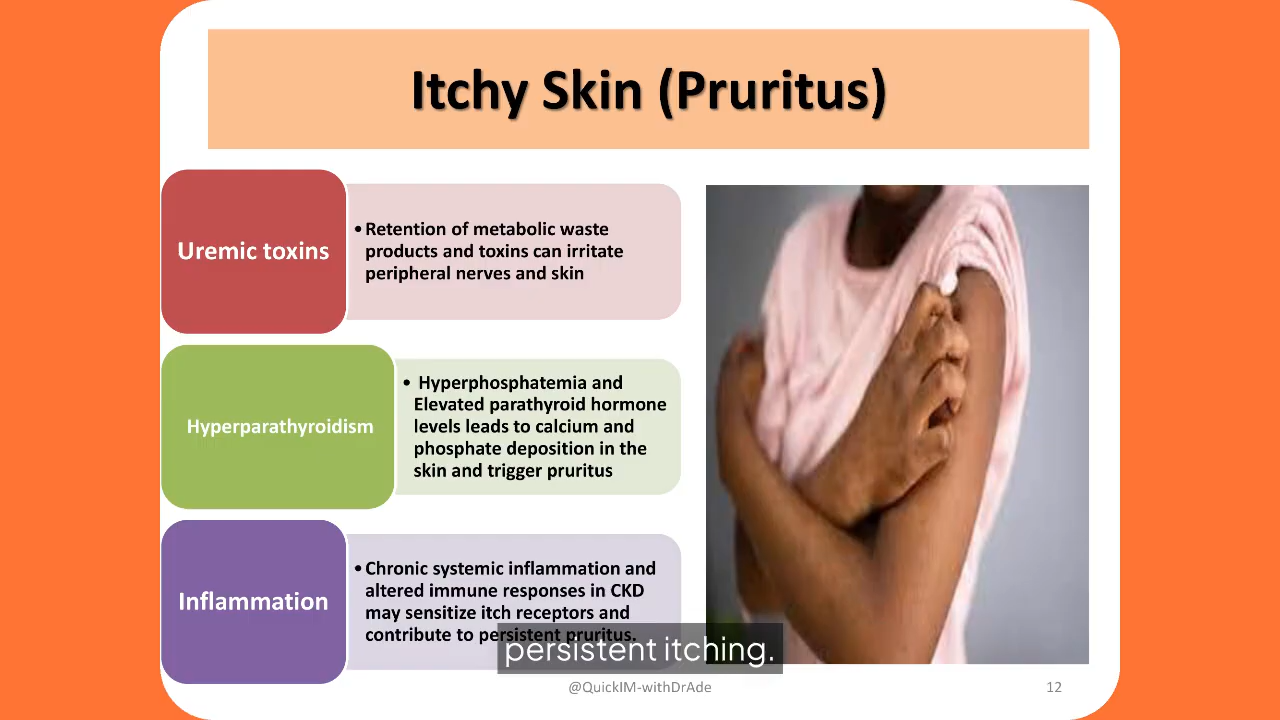 Itchy Skin (Pruritus)
Uremic toxins
•Retention of metabolic waste
products and toxins can irritate
peripheral nerves and skin
Hyperparathyroidism
• Hyperphosphatemia and
Elevated parathyroid hormone
levels leads to calcium and
phosphate deposition in the
skin and trigger pruritus
Inflammation
•Chronic systemic inflammation and
altered immune responses in CKD
may sensitize itch receptors and
contribute to persistent pruritus.
persistent itching.
@QuickIM-withDrAde
12